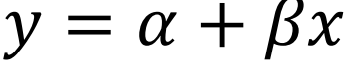 y = α + βx